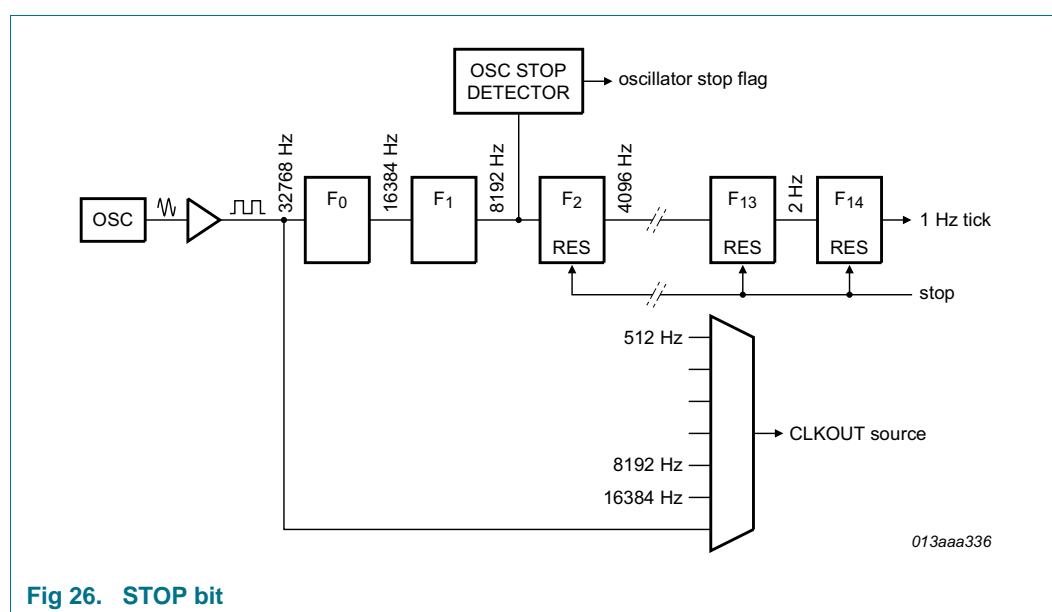 OSC STOP
DETECTOR
oscillator stop flag
32768 Hz
16384 Hz
8192 Hz
4096 Hz
2 Hz
OSC
F0
F1
F2
RES
F13
RES
F14
RES
1 Hz tick
stop
512 Hz
8192 Hz
16384 Hz
CLKOUT source
013aaa336
Fig 26. STOP bit